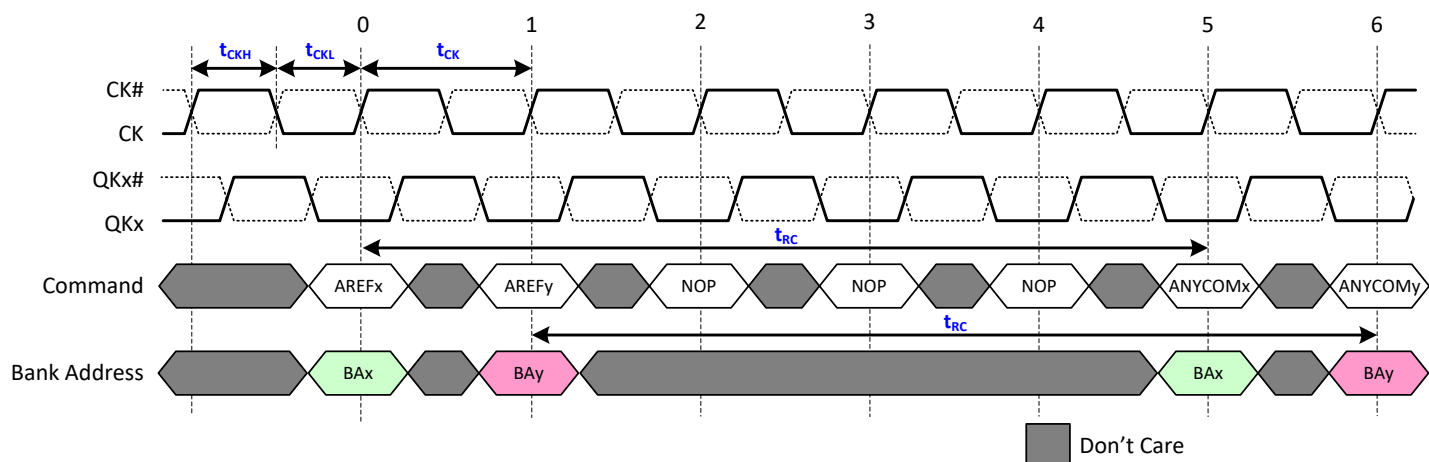 0 1 2 3 4 5 6
tCKH tCKL tCK
CK#
CK
QKx#
QKx
tRC
Command AREFx AREFy NOP NOP NOP ANYCOMx ANYCOMy
tRC
Bank Address BAx BAy BAx BAy
Don't Care